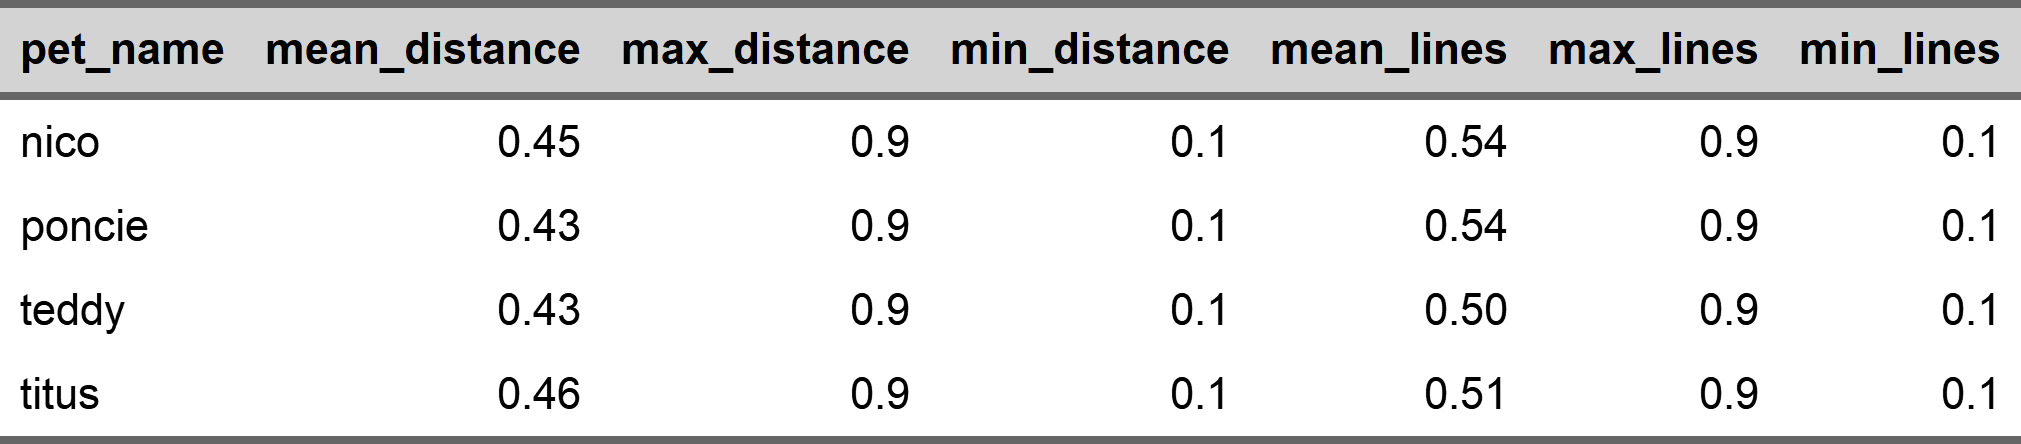 pet_name mean_distance max_distance min_distance mean_lines max_lines min_lines
nico 0.45 0.9 0.1 0.54 0.9 0.1
poncie 0.43 0.9 0.1 0.54 0.9 0.1
teddy 0.43 0.9 0.1 0.50 0.9 0.1
titus 0.46 0.9 0.1 0.51 0.9 0.1